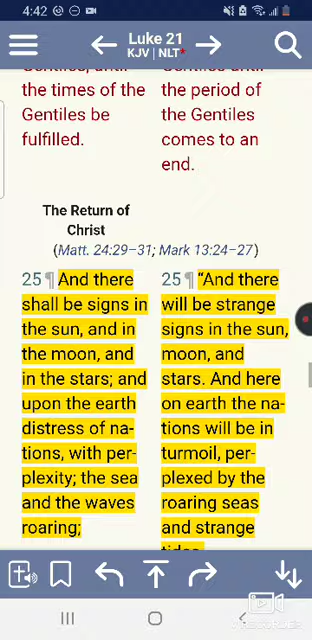 4:42
Luke 21
KJV | NLT*
Gentiles, until
the times of the
Gentiles be
fulfilled.
Gentiles until
the period of
the Gentiles
comes to an
end.
The Return of
Christ
(Matt. 24:29–31; Mark 13:24–27)
25 ¶ And there
shall be signs in
the sun, and in
the moon, and
in the stars; and
upon the earth
distress of na-
tions, with per-
plexity; the sea
and the waves
roaring;
25 ¶ “And there
will be strange
signs in the sun,
moon, and
stars. And here
on earth the na-
tions will be in
turmoil, per-
plexed by the
roaring seas
and strange
tides.